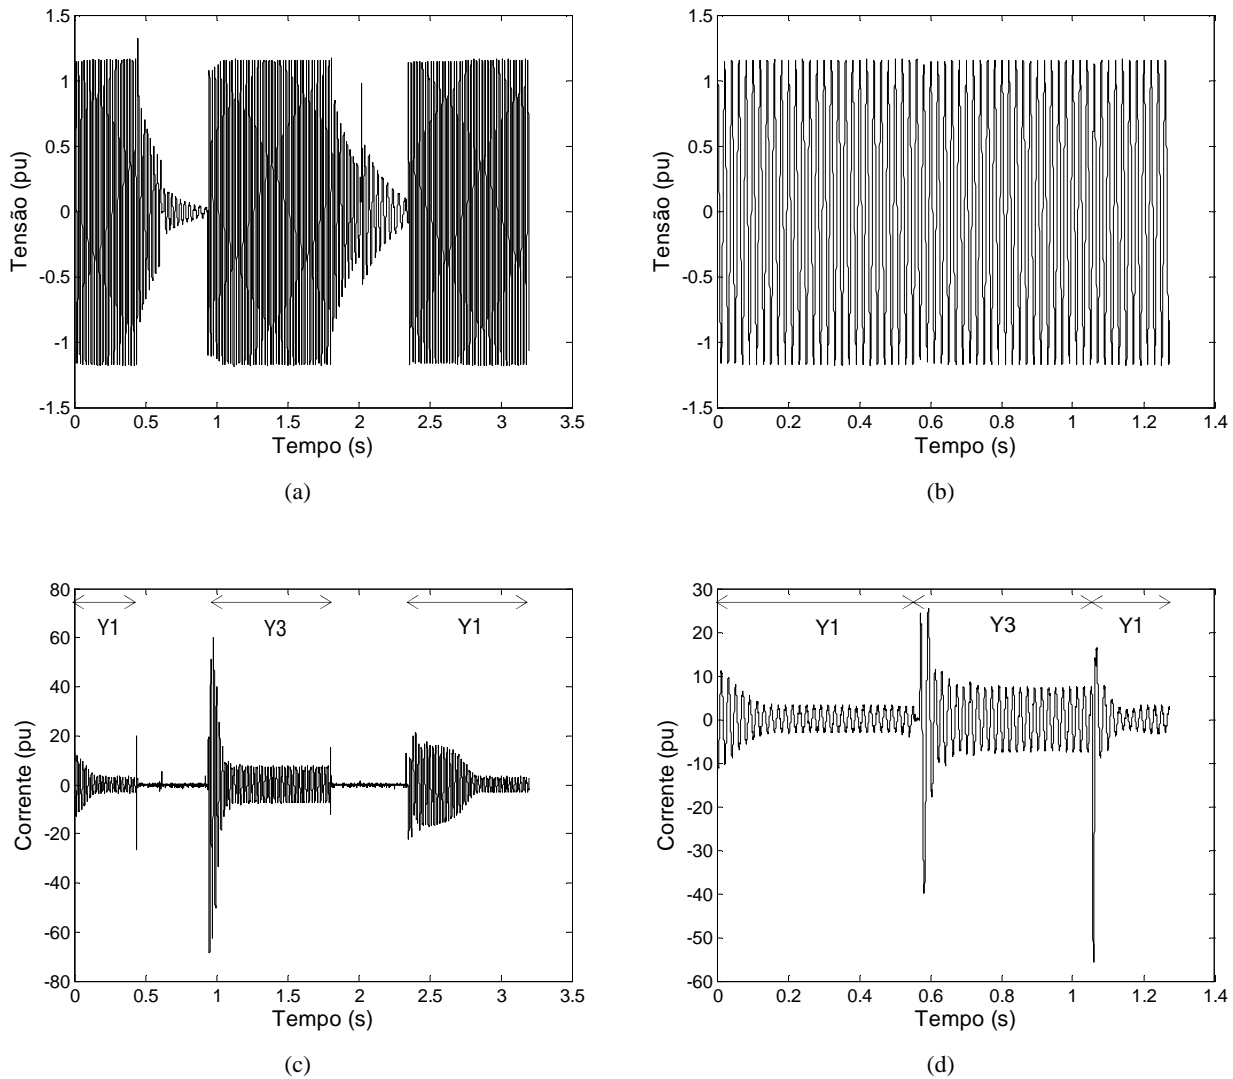 1.5
1
0.5
0
-0.5
-1
-1.5
Tensão (pu)
0 0.5 1 1.5 2 2.5 3 3.5
Tempo (s)
(a)
1.5
1
0.5
0
-0.5
-1
-1.5
Tensão (pu)
0 0.2 0.4 0.6 0.8 1 1.2 1.4
Tempo (s)
(b)
80
60
40
20
0
-20
-40
-60
-80
Corrente (pu)
Y1 Y3 Y1
0 0.5 1 1.5 2 2.5 3 3.5
Tempo (s)
(c)
30
20
10
0
-10
-20
-30
-40
-50
-60
Corrente (pu)
Y1 Y3 Y1
0 0.2 0.4 0.6 0.8 1 1.2 1.4
Tempo (s)
(d)